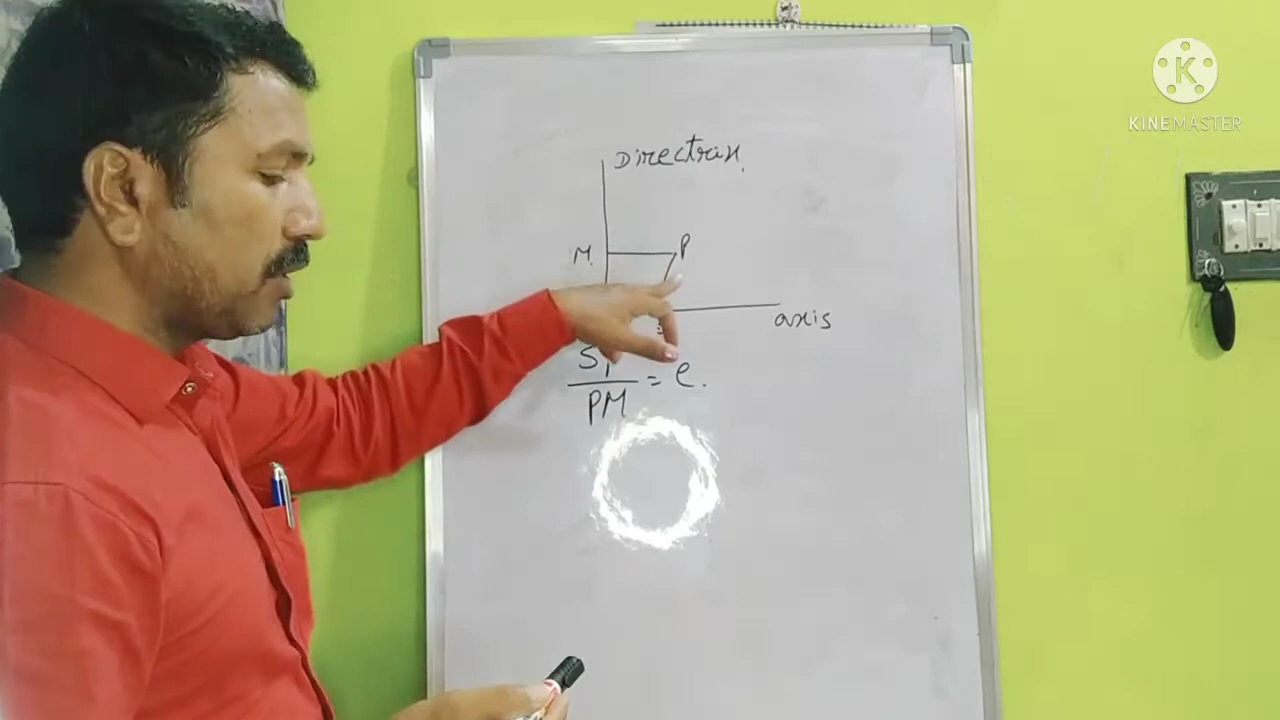 KINEMASTER
Directrix.
M.
P
axis
SP
PM
= e.